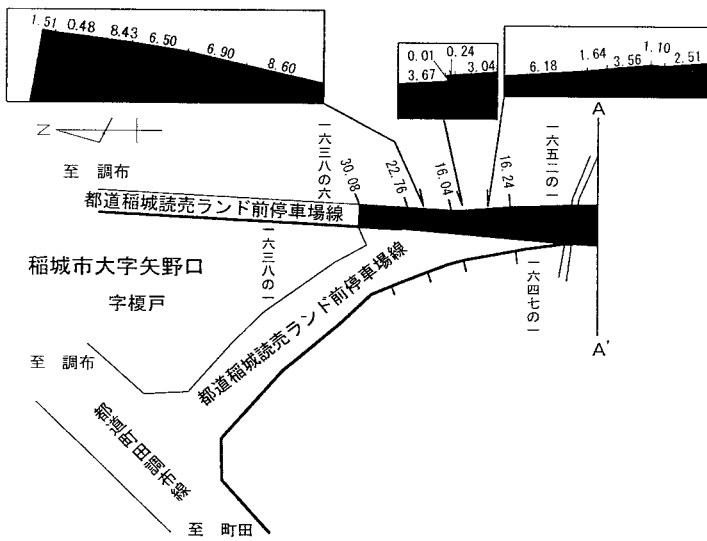 1.51 0.48 8.43 6.50 6.90 8.60
0.01 0.24
3.67 3.04
6.18 1.64 3.56 1.10 2.51
N
至 調布
一六三八の六
30.08
22.76
16.04
16.24
一六五二の一
A
都道稲城読売ランド前停車場線
一六三八の一
稲城市大字矢野口
字榎戸
都道稲城読売ランド前停車場線
一六四七の一
A'
至 調布
都道町田調布線
至 町田